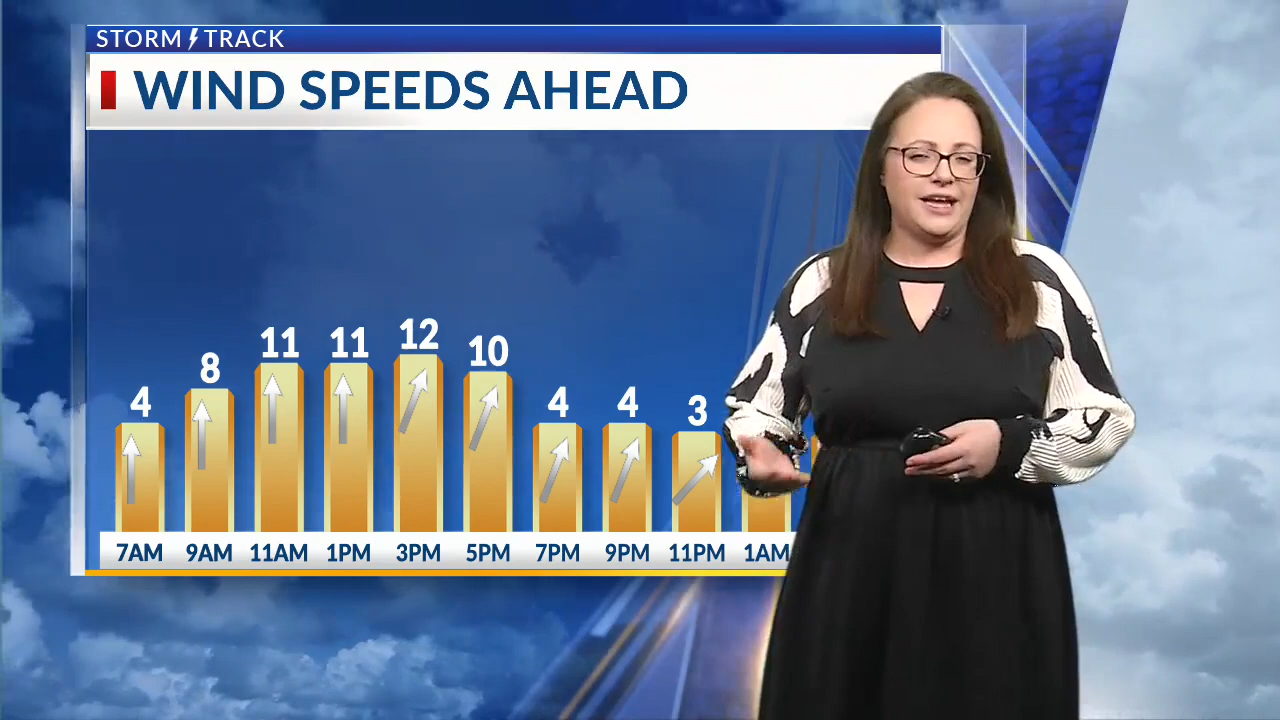 STORM TRACK
WIND SPEEDS AHEAD
4 8 11 11 12 10 4 4 3
7AM 9AM 11AM 1PM 3PM 5PM 7PM 9PM 11PM 1AM